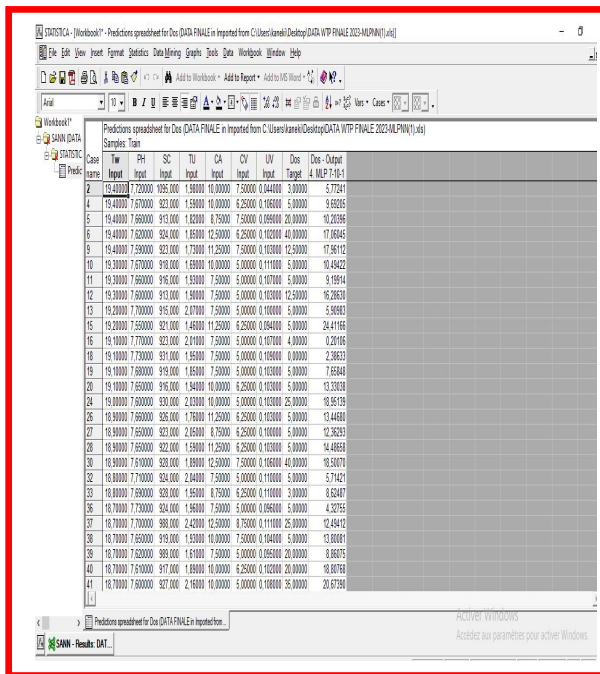 STATISTICA - [Workbook1* - Predictions spreadsheet for Dos (DATA FINALE in Imported from C:\Users\kaneki\Desktop\DATA WTP FINALE 2023-MLPNN(1).xls)]
File Edit View Insert Format Statistics Data Mining Graphs Tools Data Workbook Window Help
Add to Workbook Add to Report Add to MS Word
Arial 10 B I U Vars Cases
Workbook1*
SANN (DATA
STATISTIC
Predic
Predictions spreadsheet for Dos (DATA FINALE in Imported from C:\Users\kaneki\Desktop\DATA WTP FINALE 2023-MLPNN(1).xls)
Samples: Train
Case name Tw Input PH Input SC Input TU Input CA Input CV Input UV Input Dos Target Dos - Output 4. MLP 7-10-1
2 19,40000 7,720000 1095,000 1,98000 10,00000 7,50000 0,044000 3,00000 5,77241
4 19,40000 7,670000 923,000 1,59000 10,00000 6,25000 0,106000 5,00000 9,69205
5 19,40000 7,660000 913,000 1,82000 8,75000 7,50000 0,099000 20,00000 10,20396
6 19,40000 7,620000 924,000 1,85000 12,50000 6,25000 0,102000 40,00000 17,06045
9 19,40000 7,590000 923,000 1,73000 11,25000 7,50000 0,103000 12,50000 17,96112
10 19,30000 7,670000 918,000 1,69000 10,00000 5,00000 0,111000 5,00000 10,49422
11 19,30000 7,660000 916,000 1,93000 7,50000 5,00000 0,107000 5,00000 9,19914
12 19,30000 7,600000 913,000 1,90000 7,50000 5,00000 0,103000 12,50000 16,28630
13 19,20000 7,700000 915,000 2,07000 7,50000 5,00000 0,100000 5,00000 5,90983
15 19,20000 7,550000 921,000 1,46000 11,25000 6,25000 0,094000 5,00000 24,41166
16 19,10000 7,770000 923,000 2,01000 7,50000 5,00000 0,107000 4,00000 0,20106
18 19,10000 7,730000 931,000 1,95000 7,50000 5,00000 0,109000 0,00000 2,38633
19 19,10000 7,680000 919,000 1,85000 7,50000 5,00000 0,103000 5,00000 7,65848
20 19,10000 7,650000 916,000 1,94000 10,00000 6,25000 0,103000 5,00000 13,33038
24 19,00000 7,600000 930,000 2,03000 10,00000 5,00000 0,103000 25,00000 18,95139
26 18,90000 7,660000 926,000 1,76000 11,25000 6,25000 0,103000 5,00000 13,44680
27 18,90000 7,650000 923,000 2,05000 8,75000 6,25000 0,100000 5,00000 12,36293
28 18,90000 7,650000 922,000 1,59000 11,25000 6,25000 0,103000 5,00000 14,48658
30 18,90000 7,610000 928,000 1,89000 12,50000 7,50000 0,106000 40,00000 18,50070
32 18,80000 7,710000 924,000 2,04000 7,50000 5,00000 0,110000 5,00000 5,71421
33 18,80000 7,690000 928,000 1,95000 8,75000 6,25000 0,110000 3,00000 8,62487
36 18,70000 7,730000 924,000 1,96000 7,50000 5,00000 0,096000 5,00000 4,32755
37 18,70000 7,700000 988,000 2,42000 12,50000 8,75000 0,111000 25,00000 12,49412
38 18,70000 7,650000 919,000 1,93000 10,00000 7,50000 0,104000 5,00000 13,80081
39 18,70000 7,620000 989,000 1,61000 7,50000 5,00000 0,095000 20,00000 8,86075
40 18,70000 7,610000 917,000 1,89000 10,00000 6,25000 0,102000 20,00000 18,80768
41 18,70000 7,600000 927,000 2,16000 10,00000 5,00000 0,108000 35,00000 20,67390
Activer Windows
Accédez aux paramètres pour activer Windows.
Predictions spreadsheet for Dos (DATA FINALE in Imported from...
SANN - Results: DAT...